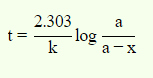 t = 2.303/k log a/a − x